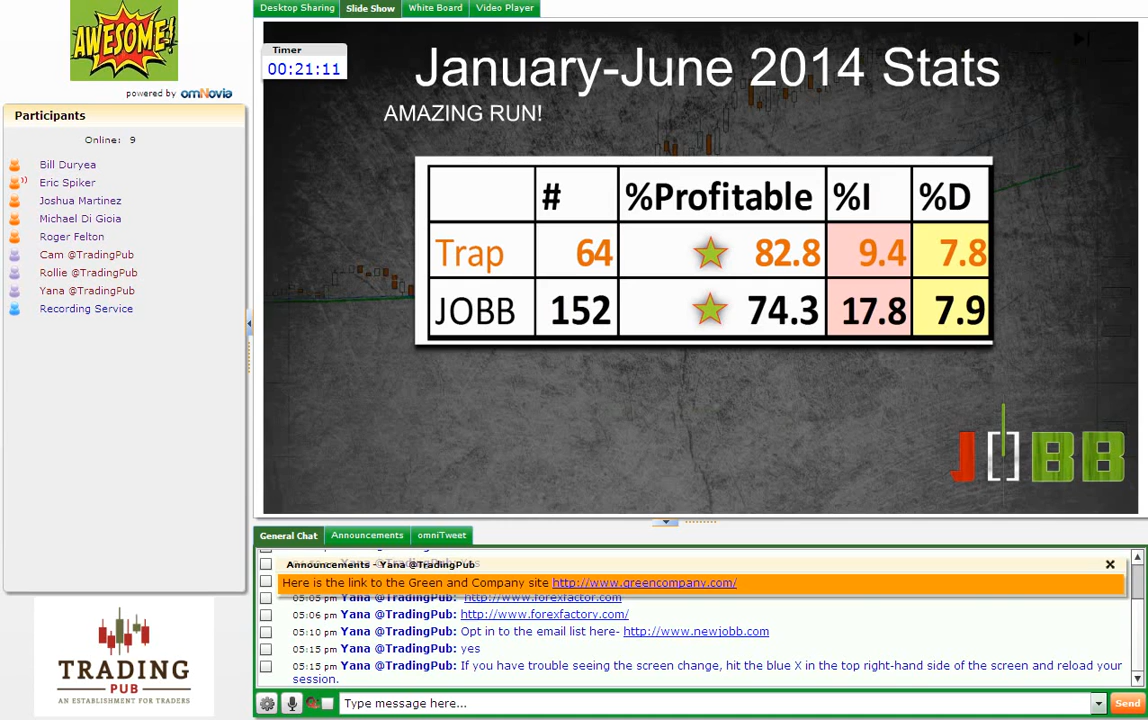 Desktop Sharing Slide Show White Board Video Player
AWESOME!
powered by omNovia
Participants
Online: 9
Bill Duryea
Eric Spiker
Joshua Martinez
Michael Di Gioia
Roger Felton
Cam @TradingPub
Rollie @TradingPub
Yana @TradingPub
Recording Service
TRADING
PUB
AN ESTABLISHMENT FOR TRADERS
Timer
00:21:11
January-June 2014 Stats
AMAZING RUN!
# %Profitable %I %D
Trap 64 82.8 9.4 7.8
JOBB 152 74.3 17.8 7.9
J[]BB
General Chat Announcements omniTweet
Announcements - Yana @TradingPub
Here is the link to the Green and Company site http://www.greencompany.com/
05:05 pm Yana @TradingPub: http://www.forexfactor.com
05:06 pm Yana @TradingPub: http://www.forexfactory.com/
05:10 pm Yana @TradingPub: Opt in to the email list here- http://www.newjobb.com
05:15 pm Yana @TradingPub: yes
05:15 pm Yana @TradingPub: If you have trouble seeing the screen change, hit the blue X in the top right-hand side of the screen and reload your
session.
Type message here...
Send